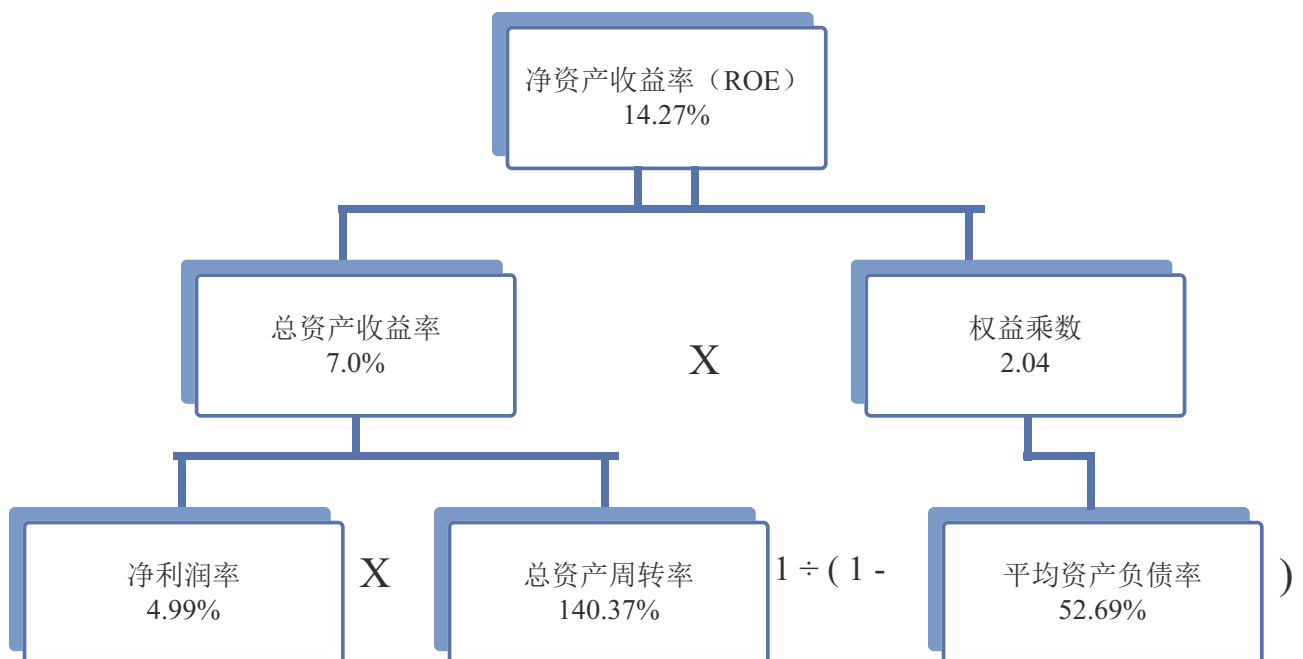 净资产收益率（ROE）
14.27%
总资产收益率
7.0%
X
权益乘数
2.04
净利润率
4.99%
X
总资产周转率
140.37%
1 ÷ ( 1 -
平均资产负债率
52.69%
)